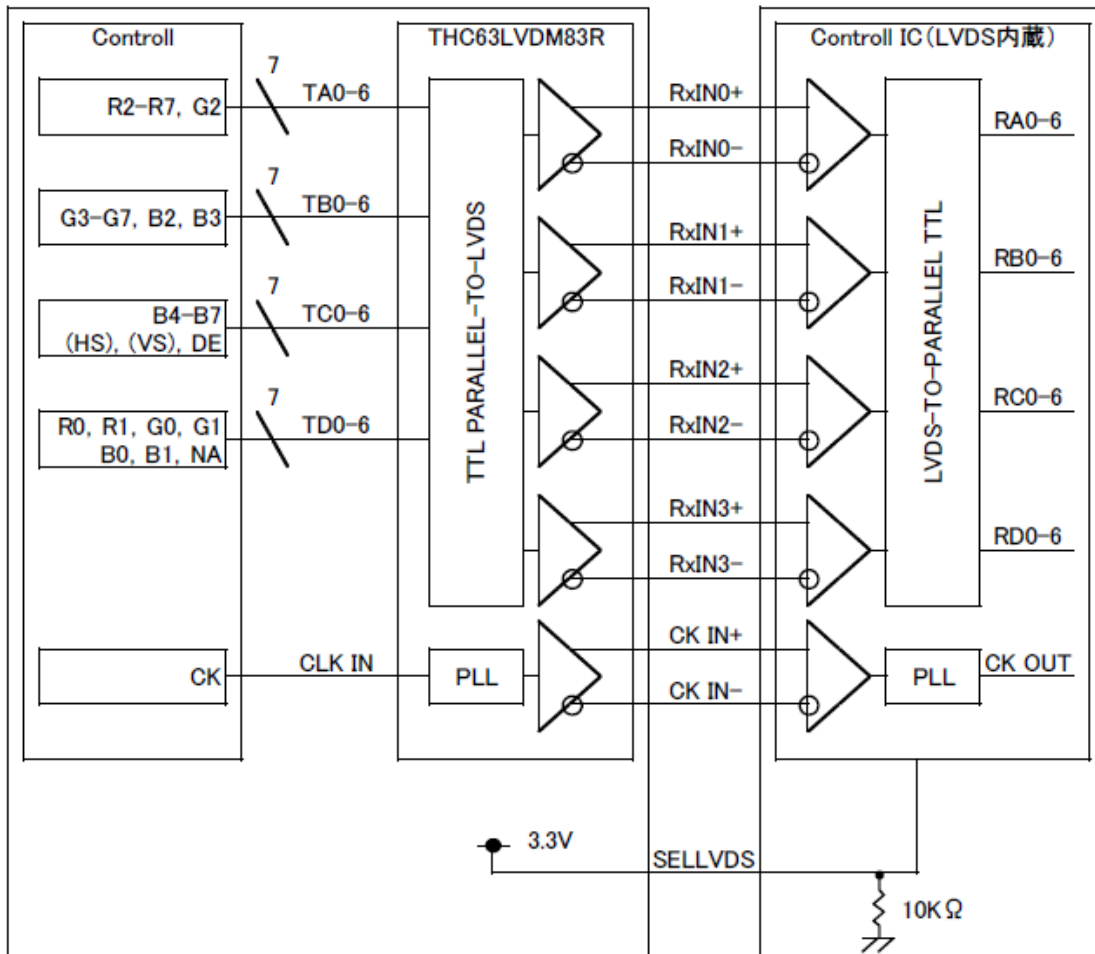 Controll
THC63LVDM83R
Controll IC(LVDS内蔵)
R2-R7, G2
7
TA0-6
RxIN0+
RxIN0-
RA0-6
G3-G7, B2, B3
7
TB0-6
RxIN1+
RxIN1-
RB0-6
B4-B7
(HS), (VS), DE
7
TC0-6
RxIN2+
RxIN2-
RC0-6
R0, R1, G0, G1
B0, B1, NA
7
TD0-6
RxIN3+
RxIN3-
RD0-6
TTL PARALLEL-TO-LVDS
LVDS-TO-PARALLEL TTL
CK
CLK IN
PLL
CK IN+
CK IN-
PLL
CK OUT
3.3V
SELLVDS
10KΩ